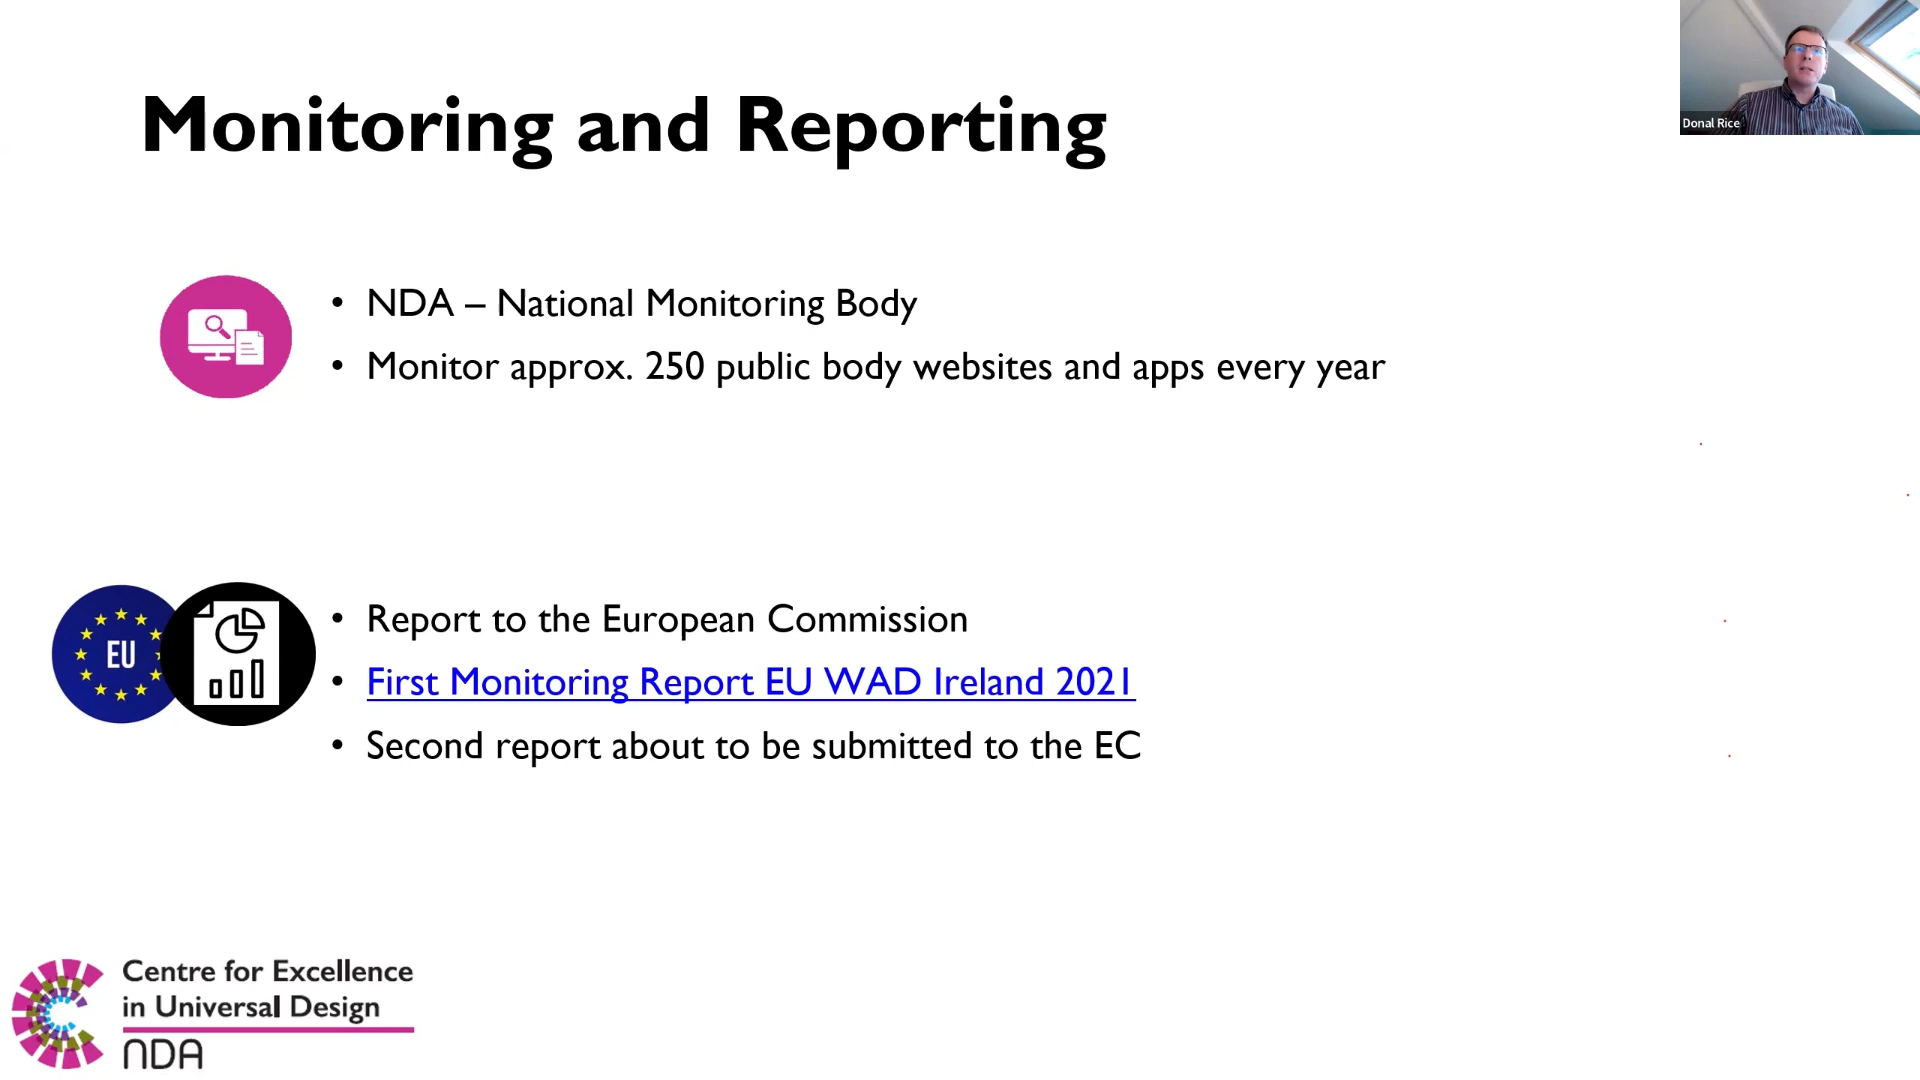 Monitoring and Reporting
Donal Rice
• NDA – National Monitoring Body
• Monitor approx. 250 public body websites and apps every year
EU
• Report to the European Commission
• First Monitoring Report EU WAD Ireland 2021
• Second report about to be submitted to the EC
Centre for Excellence
in Universal Design
NDA